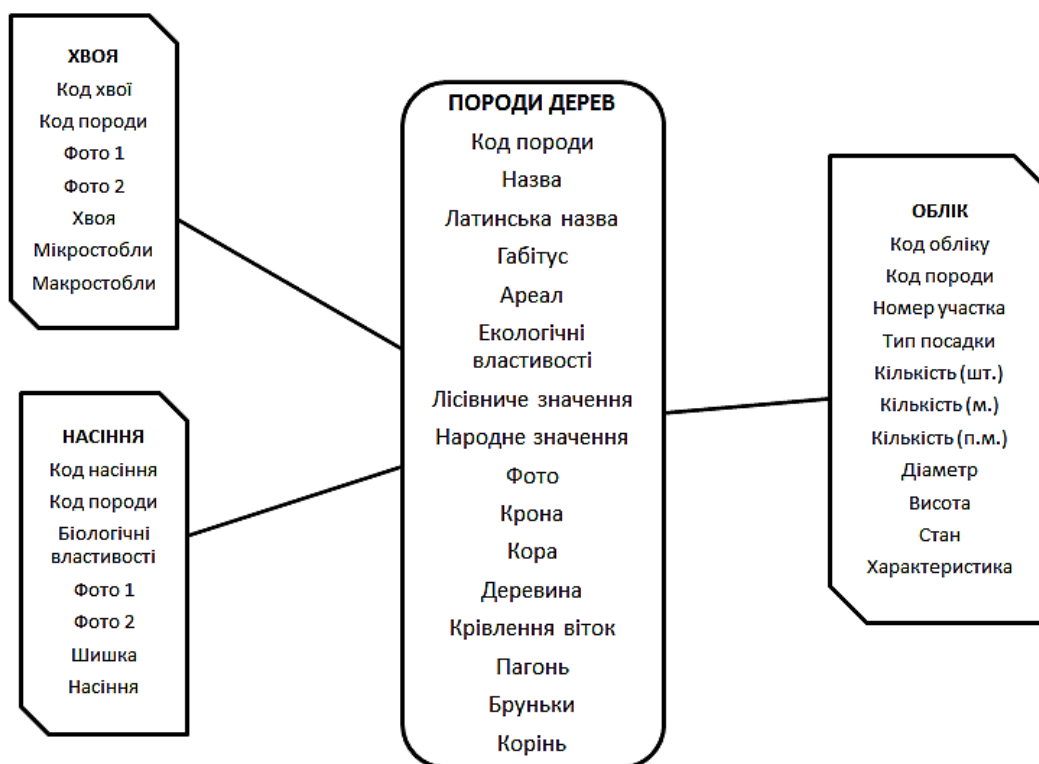 ХВОЯ
Код хвої
Код породи
Фото 1
Фото 2
Хвоя
Мікростобли
Макростобли
НАСІННЯ
Код насіння
Код породи
Біологічні
властивості
Фото 1
Фото 2
Шишка
Насіння
ПОРОДИ ДЕРЕВ
Код породи
Назва
Латинська назва
Габітус
Ареал
Екологічні
властивості
Лісівниче значення
Народне значення
Фото
Крона
Кора
Деревина
Крівлення віток
Пагонь
Бруньки
Корінь
ОБЛІК
Код обліку
Код породи
Номер участка
Тип посадки
Кількість (шт.)
Кількість (м.)
Кількість (п.м.)
Діаметр
Висота
Стан
Характеристика